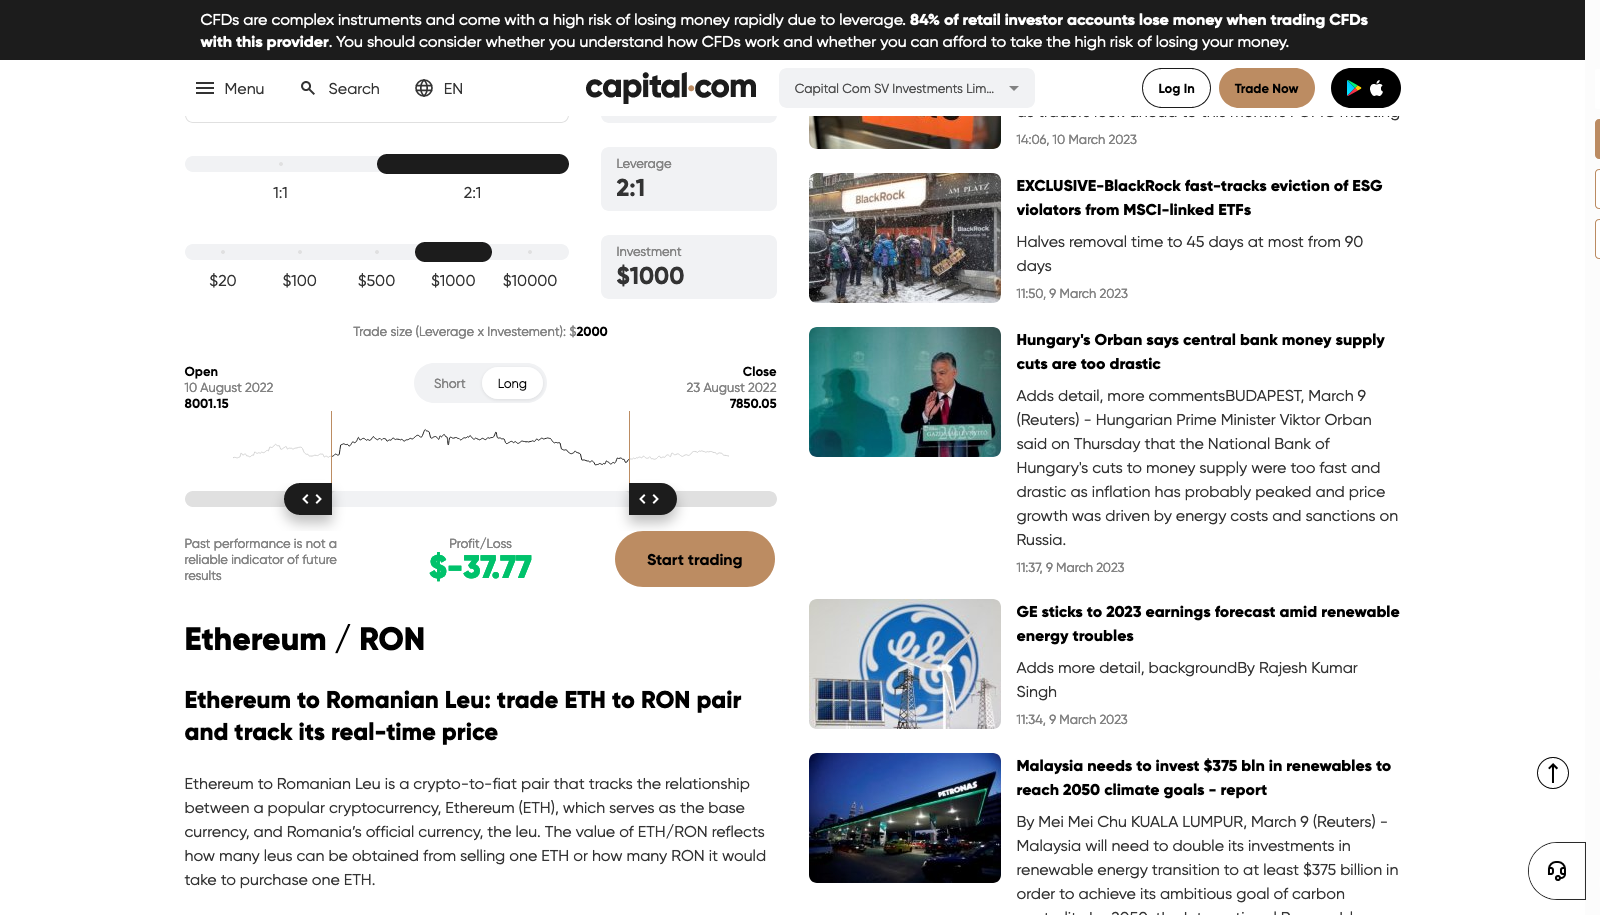 CFDs are complex instruments and come with a high risk of losing money rapidly due to leverage. 84% of retail investor accounts lose money when trading CFDs
with this provider. You should consider whether you understand how CFDs work and whether you can afford to take the high risk of losing your money.
Menu
Search
EN
capital.com
Capital Com SV Investments Lim...
Log In
Trade Now
1:1
2:1
Leverage
2:1
$20
$100
$500
$1000
$10000
Investment
$1000
Trade size (Leverage x Investement): $2000
Open
10 August 2022
8001.15
Short
Long
Close
23 August 2022
7850.05
Past performance is not a
reliable indicator of future
results
Profit/Loss
$-37.77
Start trading
Ethereum / RON
Ethereum to Romanian Leu: trade ETH to RON pair
and track its real-time price
Ethereum to Romanian Leu is a crypto-to-fiat pair that tracks the relationship
between a popular cryptocurrency, Ethereum (ETH), which serves as the base
currency, and Romania’s official currency, the leu. The value of ETH/RON reflects
how many leus can be obtained from selling one ETH or how many RON it would
take to purchase one ETH.
14:06, 10 March 2023
AM PLATZ
BlackRock
BlackRock
EXCLUSIVE-BlackRock fast-tracks eviction of ESG
violators from MSCI-linked ETFs
Halves removal time to 45 days at most from 90
days
11:50, 9 March 2023
Hungary's Orban says central bank money supply
cuts are too drastic
Adds detail, more commentsBUDAPEST, March 9
(Reuters) - Hungarian Prime Minister Viktor Orban
said on Thursday that the National Bank of
Hungary's cuts to money supply were too fast and
drastic as inflation has probably peaked and price
growth was driven by energy costs and sanctions on
Russia.
11:37, 9 March 2023
GE sticks to 2023 earnings forecast amid renewable
energy troubles
Adds more detail, backgroundBy Rajesh Kumar
Singh
11:34, 9 March 2023
PETRONAS
Malaysia needs to invest $375 bln in renewables to
reach 2050 climate goals - report
By Mei Mei Chu KUALA LUMPUR, March 9 (Reuters) -
Malaysia will need to double its investments in
renewable energy transition to at least $375 billion in
order to achieve its ambitious goal of carbon